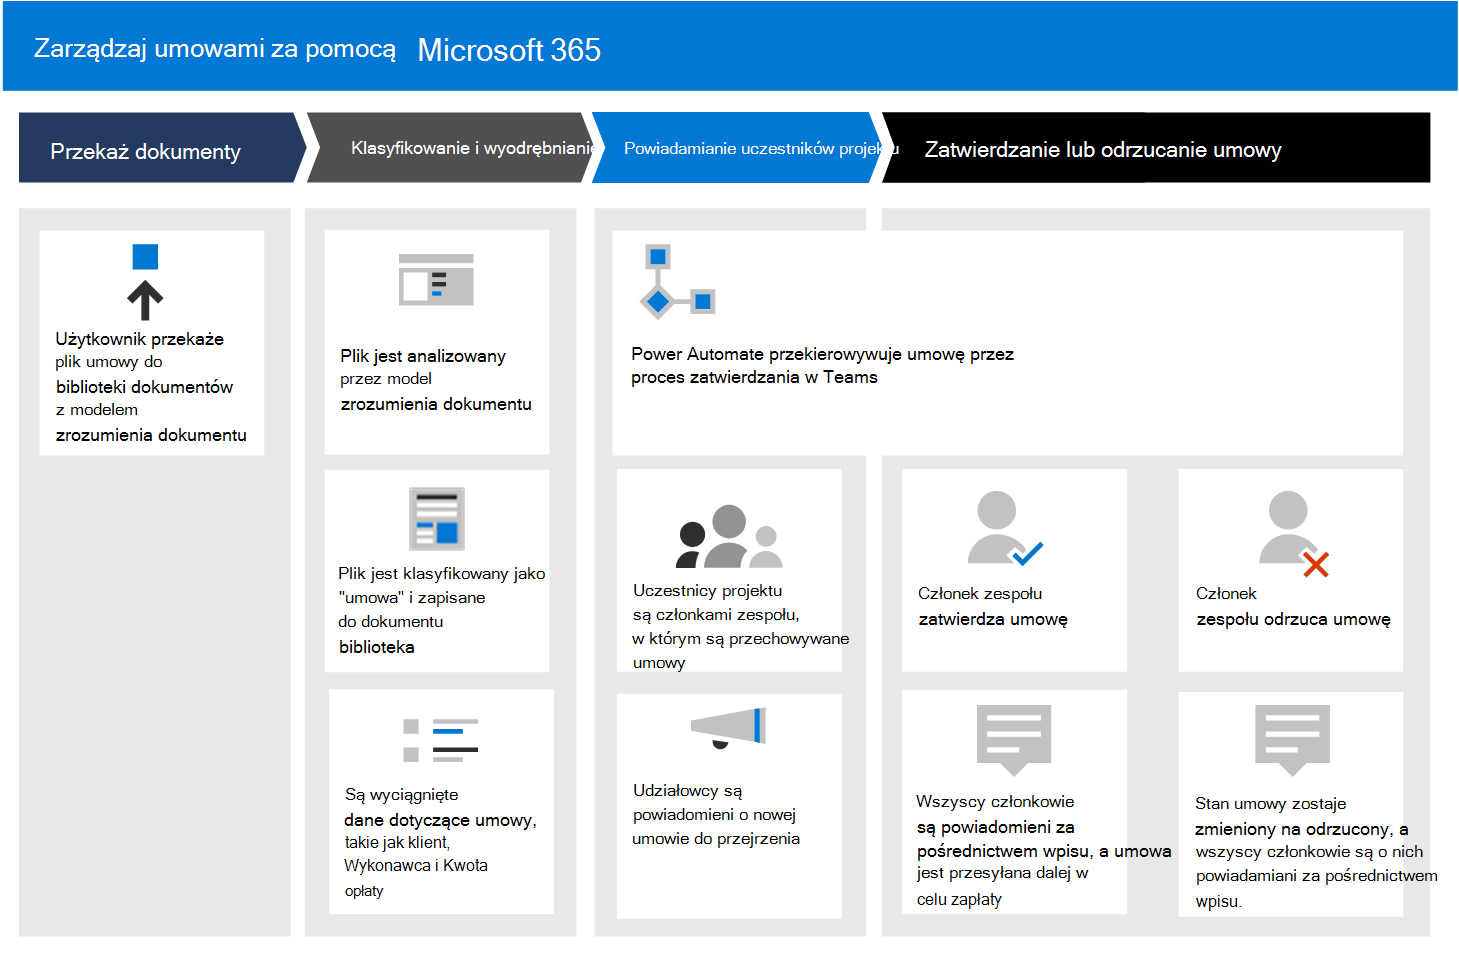 Zarządzaj umowami za pomocą Microsoft 365
Przekaż dokumenty
Klasyfikowanie i wyodrębnianie
Powiadamianie uczestników projektu
Zatwierdzanie lub odrzucanie umowy
Użytkownik przekaże
plik umowy do
biblioteki dokumentów
z modelem
zrozumienia dokumentu
Plik jest analizowany
przez model
zrozumienia dokumentu
Plik jest klasyfikowany jako
"umowa" i zapisane
do dokumentu
biblioteka
Są wyciągnięte
dane dotyczące umowy,
takie jak klient,
Wykonawca i Kwota
opłaty
Power Automate przekierowywuje umowę przez
proces zatwierdzania w Teams
Uczestnicy projektu
są członkami zespołu,
w którym są przechowywane
umowy
Udziałowcy są
powiadomieni o nowej
umowie do przejrzenia
Członek zespołu
zatwierdza umowę
Wszyscy członkowie
są powiadomieni za
pośrednictwem wpisu, a umowa
jest przesyłana dalej w
celu zapłaty
Członek
zespołu odrzuca umowę
Stan umowy zostaje
zmieniony na odrzucony, a
wszyscy członkowie są o nich
powiadamiani za pośrednictwem
wpisu.